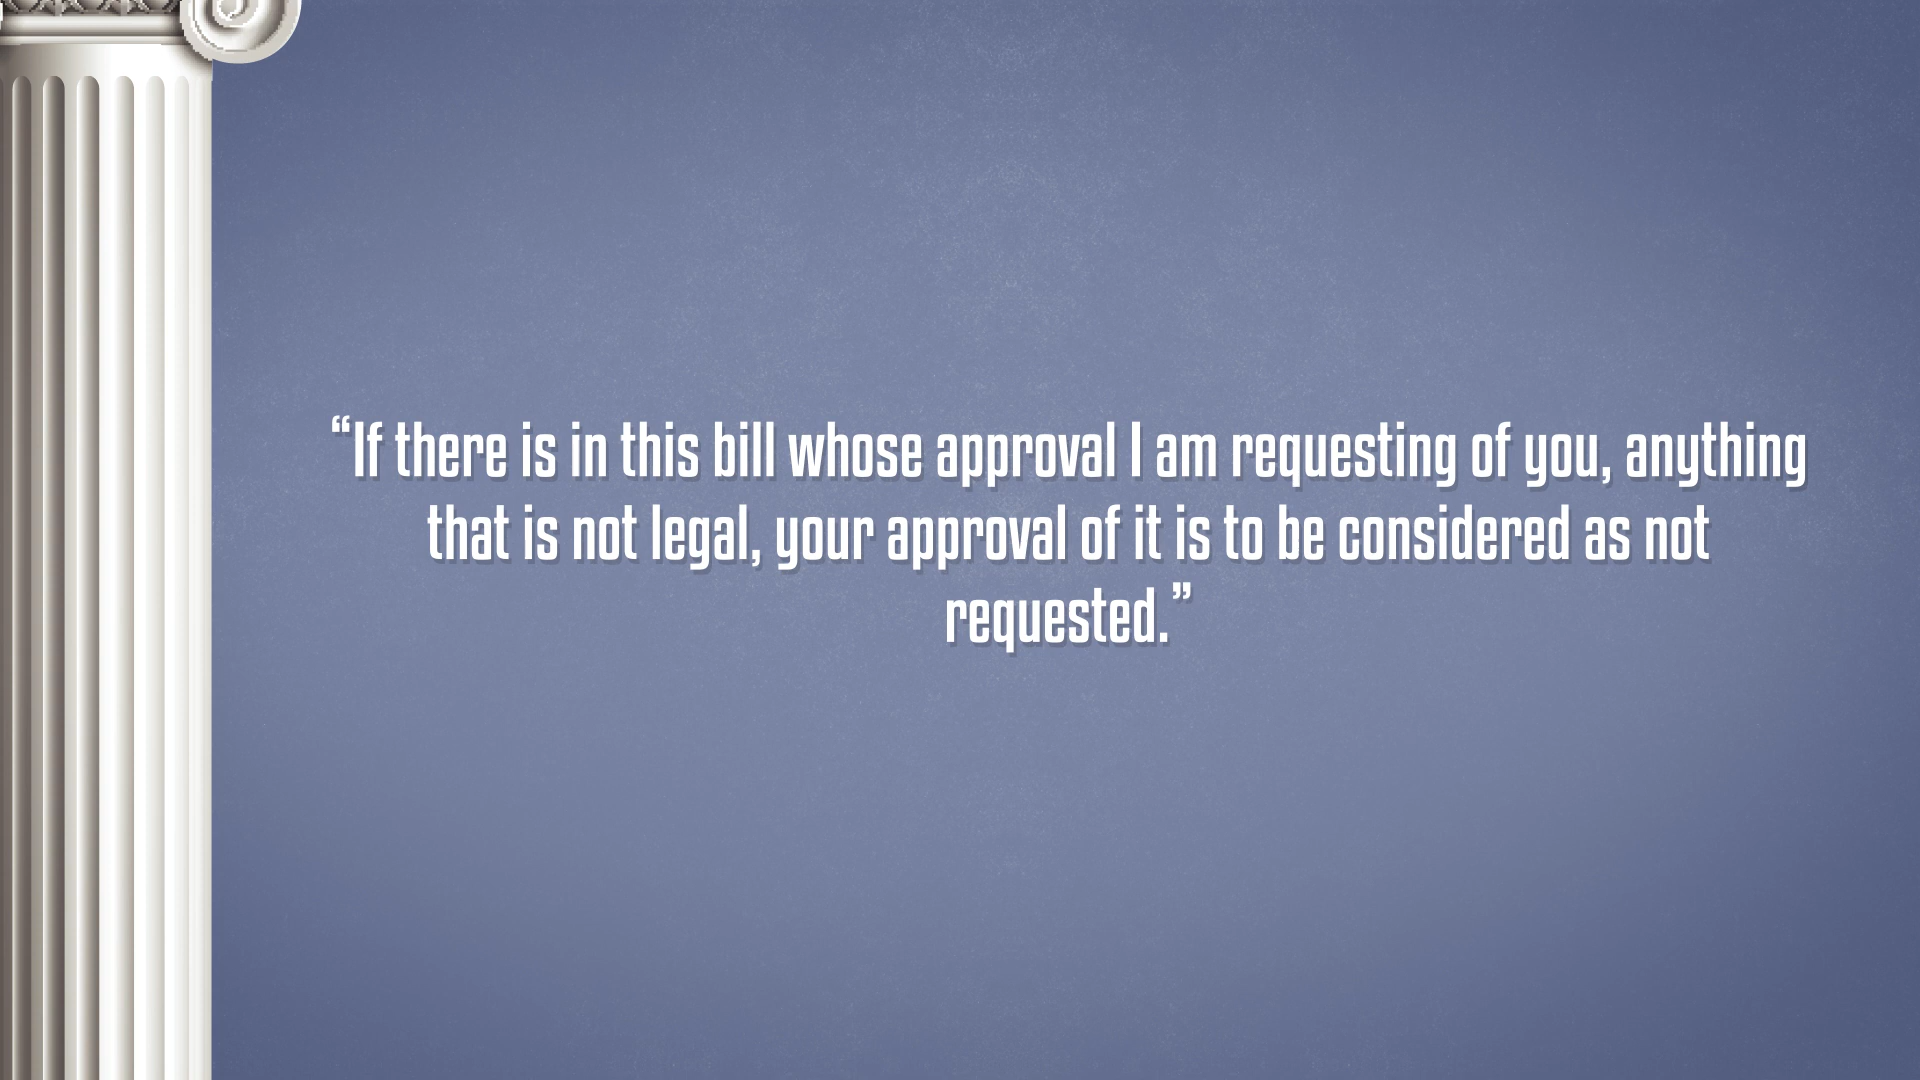 “If there is in this bill whose approval I am requesting of you, anything
that is not legal, your approval of it is to be considered as not
requested.”